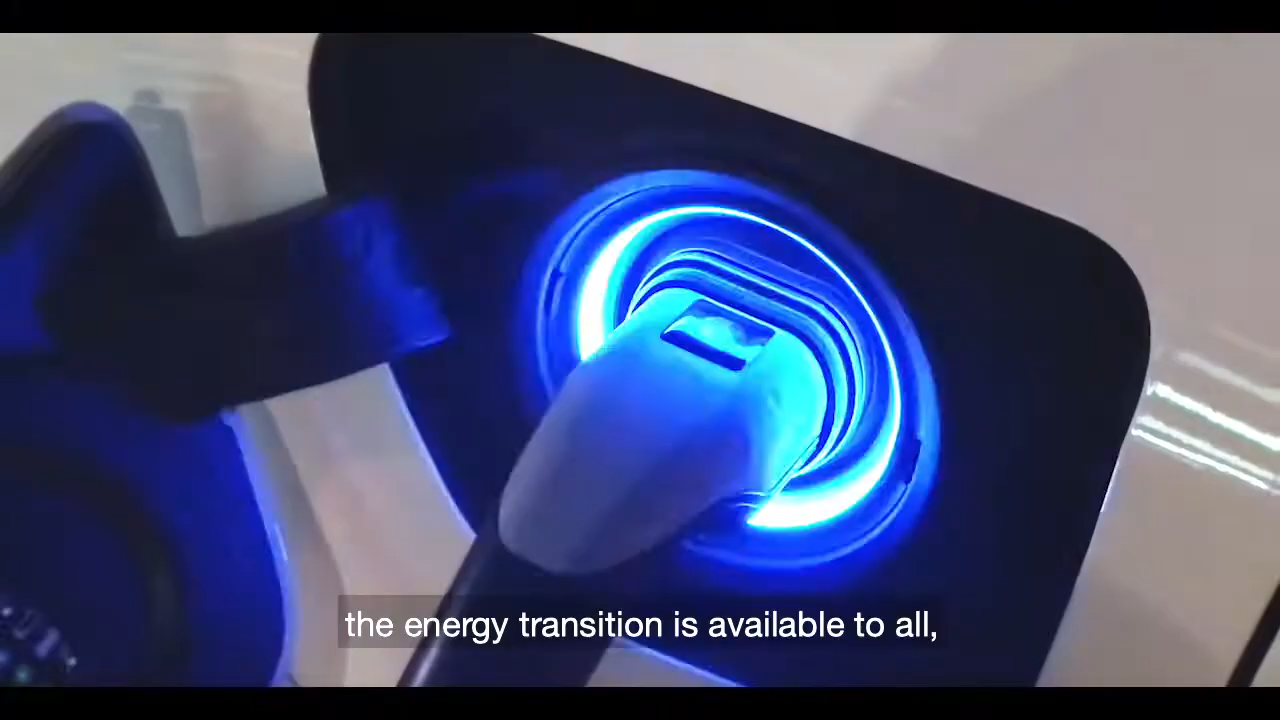 the energy transition is available to all,